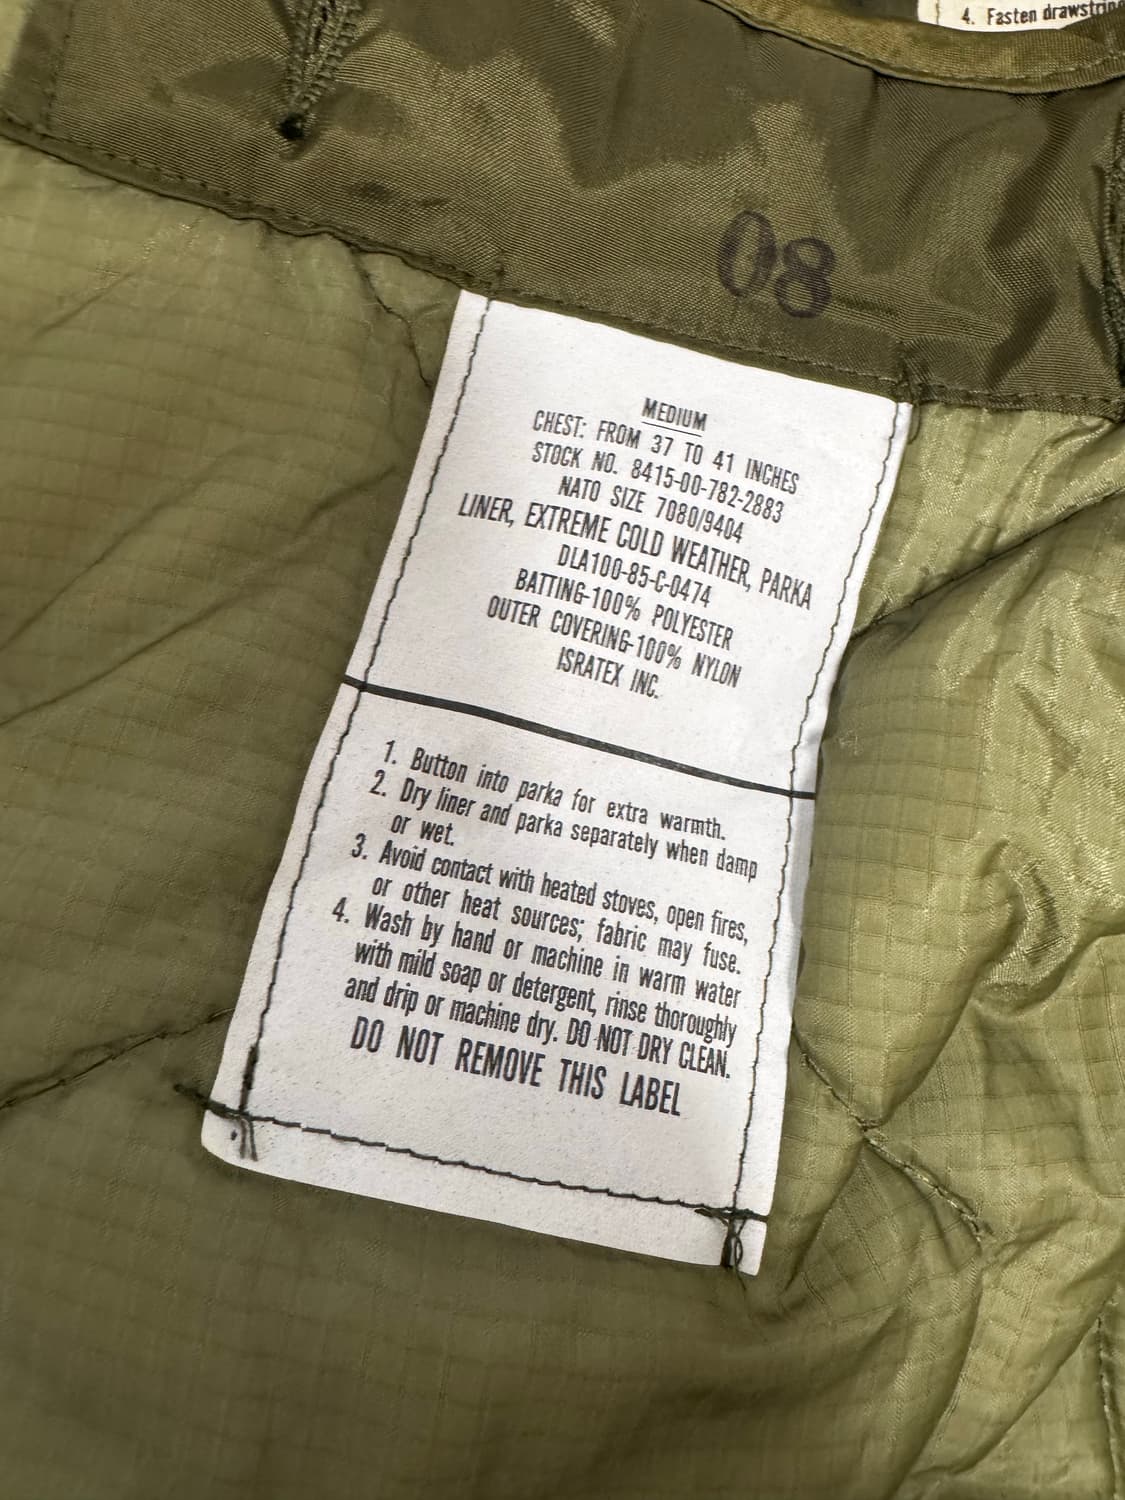 4. Fasten drawstring
08
MEDIUM
CHEST: FROM 37 TO 41 INCHES
STOCK NO. 8415-00-782-2883
NATO SIZE 7080/9404
LINER, EXTREME COLD WEATHER, PARKA
DLA100-85-C-0474
BATTING-100% POLYESTER
OUTER COVERING-100% NYLON
ISRATEX INC.
1. Button into parka for extra warmth.
2. Dry liner and parka separately when damp
or wet.
3. Avoid contact with heated stoves, open fires,
or other heat sources; fabric may fuse.
4. Wash by hand or machine in warm water
with mild soap or detergent, rinse thoroughly
and drip or machine dry. DO NOT DRY CLEAN.
DO NOT REMOVE THIS LABEL